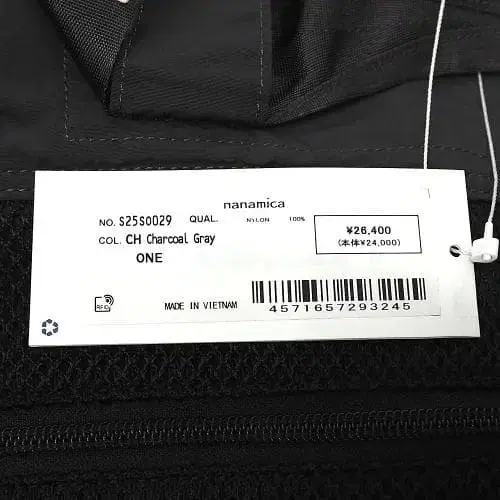 nanamica
NO. S25S0029 QUAL. NYLON 100%
COL. CH Charcoal Gray
ONE
¥26,400
(本体¥24,000)
RFID
MADE IN VIETNAM
4571657293245